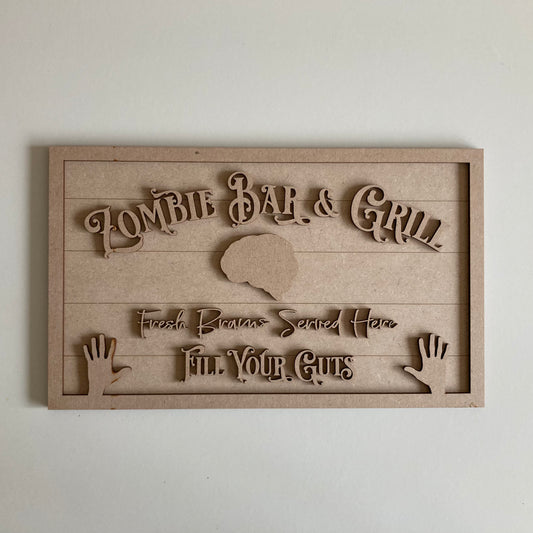 Zombie Bar & Grill
Fresh Brains Served Here
Fill Your Guts